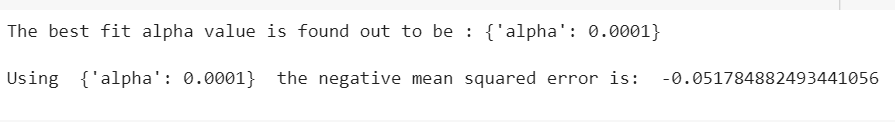 The best fit alpha value is found out to be : {'alpha': 0.0001}
Using  {'alpha': 0.0001}  the negative mean squared error is:  -0.051784882493441056